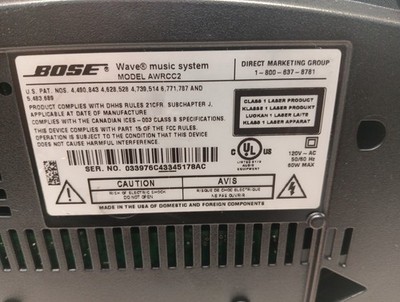 BOSE®
Wave® music system
MODEL AWRCC2
DIRECT MARKETING GROUP
1-800-637-8781
U.S. PAT. NOS. 4,490,843 4,628,528 4,739,514 6,771,787 AND
5,483,689
PRODUCT COMPLIES WITH DHHS RULES 21CFR, SUBCHAPTER J,
APPLICABLE AT DATE OF MANUFACTURE
COMPLIES WITH THE CANADIAN ICES-003 CLASS B SPECIFICATIONS
COMPLIES WITH PART 15 OF THE FCC RULES.
OPERATION IS SUBJECT TO THE CONDITION THAT THIS DEVICE
DOES NOT CAUSE HARMFUL INTERFERENCE.
CLASS 1 LASER PRODUCT
KLASSE 1 LASER PRODUKT
LUOKAN 1 LASER LAITE
KLASS 1 LASER APPARAT
C UL US
LISTED
120V~AC
50/60 Hz
60W MAX
SER. NO. 033976C43345178AC
CAUTION
RISK OF ELECTRIC SHOCK
DO NOT OPEN
AVIS
RISQUE DE CHOC ELECTRIQUE
NE PAS OUVRIR
MADE IN THE USA OF DOMESTIC AND FOREIGN COMPONENTS